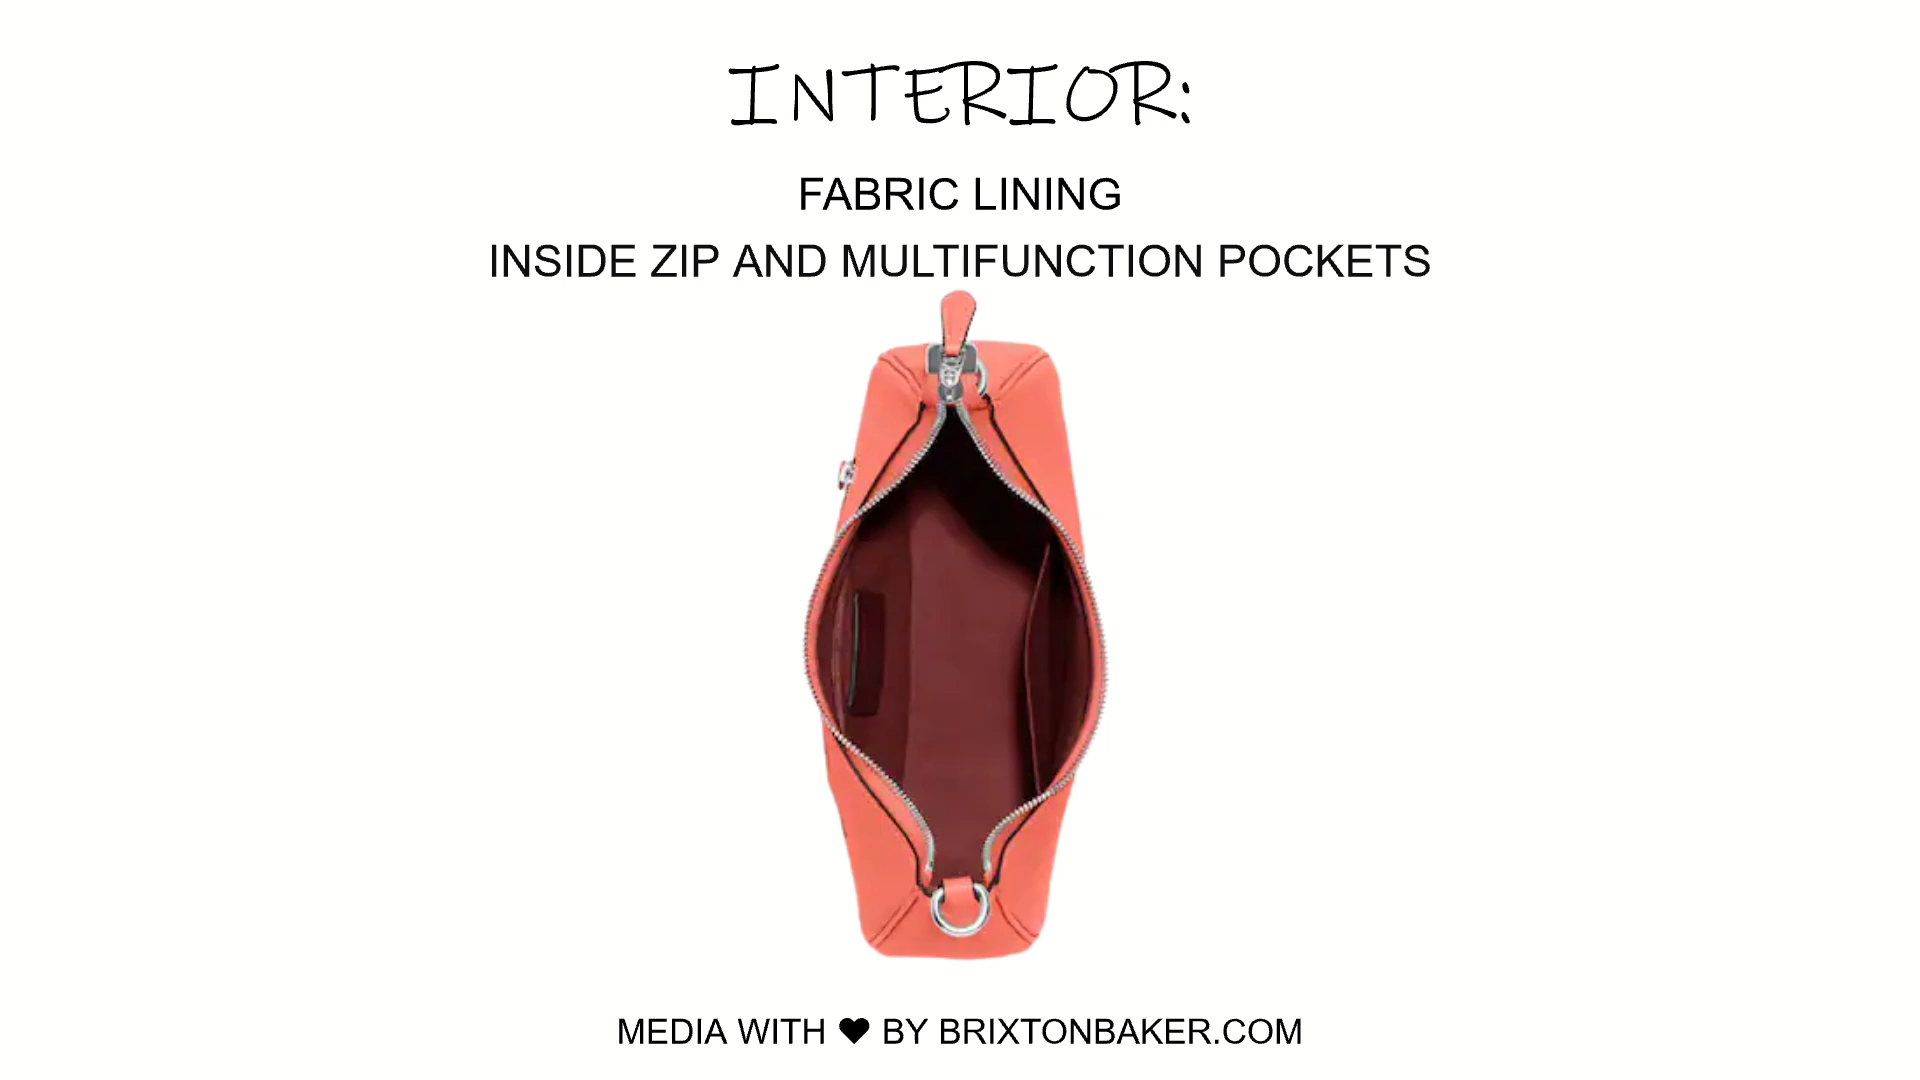 INTERIOR:
FABRIC LINING
INSIDE ZIP AND MULTIFUNCTION POCKETS
MEDIA WITH ♥ BY BRIXTONBAKER.COM